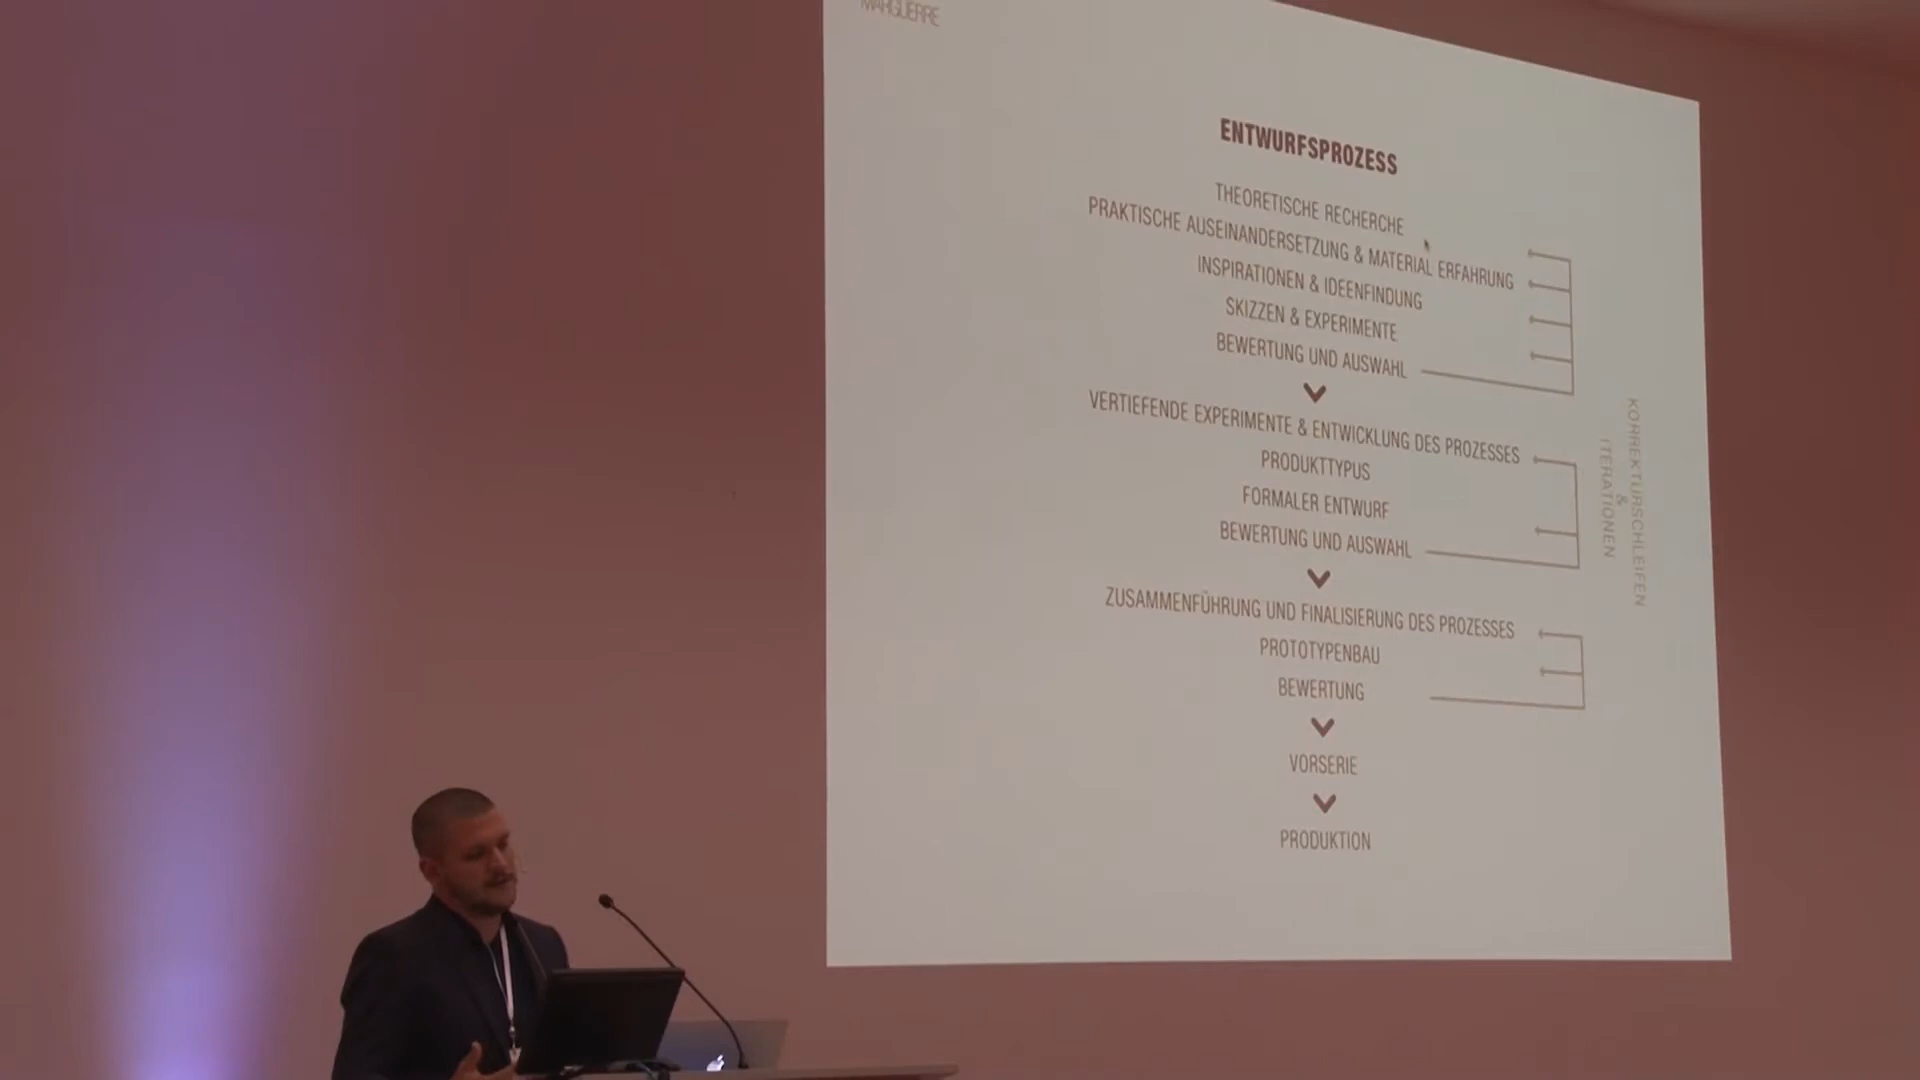 MARGUERRE
ENTWURFSPROZESS
THEORETISCHE RECHERCHE
PRAKTISCHE AUSEINANDERSETZUNG & MATERIAL ERFAHRUNG
INSPIRATIONEN & IDEENFINDUNG
SKIZZEN & EXPERIMENTE
BEWERTUNG UND AUSWAHL
VERTIEFENDE EXPERIMENTE & ENTWICKLUNG DES PROZESSES
PRODUKTTYPUS
FORMALER ENTWURF
BEWERTUNG UND AUSWAHL
ZUSAMMENFÜHRUNG UND FINALISIERUNG DES PROZESSES
PROTOTYPENBAU
BEWERTUNG
VORSERIE
PRODUKTION
KORREKTURSCHLEIFEN
&
ITERATIONEN